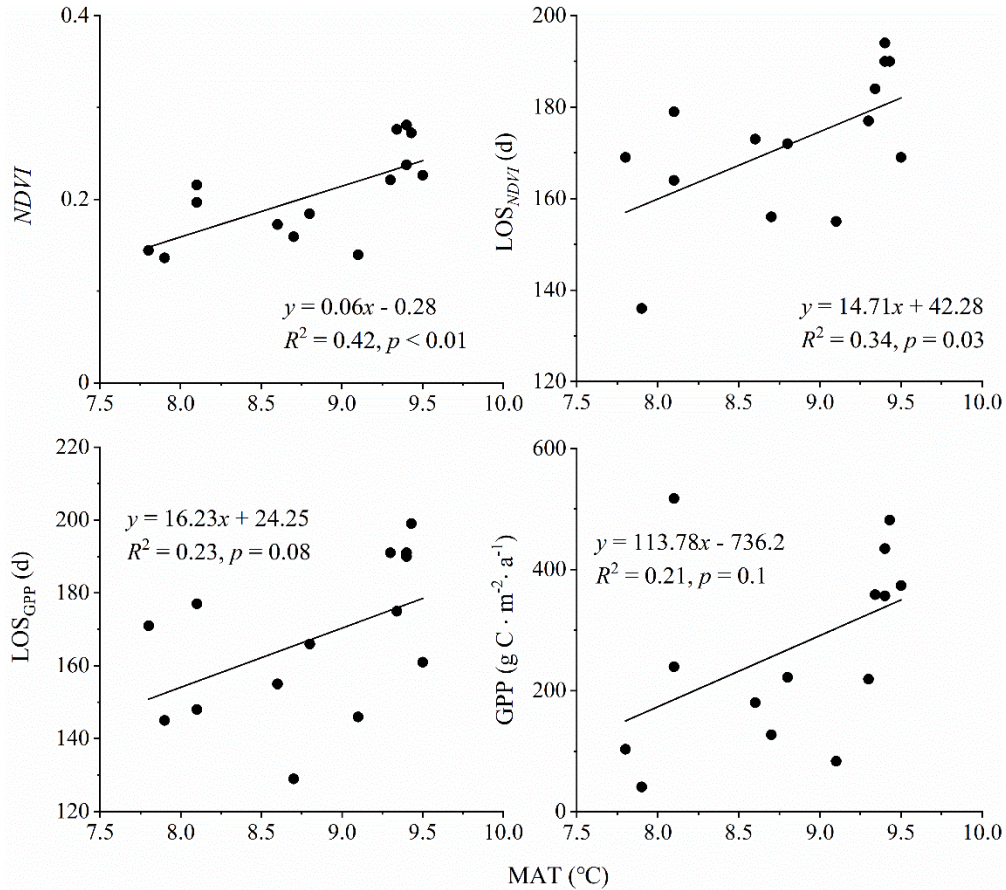 0.4
0.2
0
NDVI
y = 0.06x - 0.28
R² = 0.42, p < 0.01
7.5 8.0 8.5 9.0 9.5 10.0
200
180
160
140
120
LOS_NDVI (d)
y = 14.71x + 42.28
R² = 0.34, p = 0.03
7.5 8.0 8.5 9.0 9.5 10.0
220
200
180
160
140
120
LOS_GPP (d)
y = 16.23x + 24.25
R² = 0.23, p = 0.08
7.5 8.0 8.5 9.0 9.5 10.0
600
400
200
0
GPP (g C · m⁻² · a⁻¹)
y = 113.78x - 736.2
R² = 0.21, p = 0.1
7.5 8.0 8.5 9.0 9.5 10.0
MAT (°C)